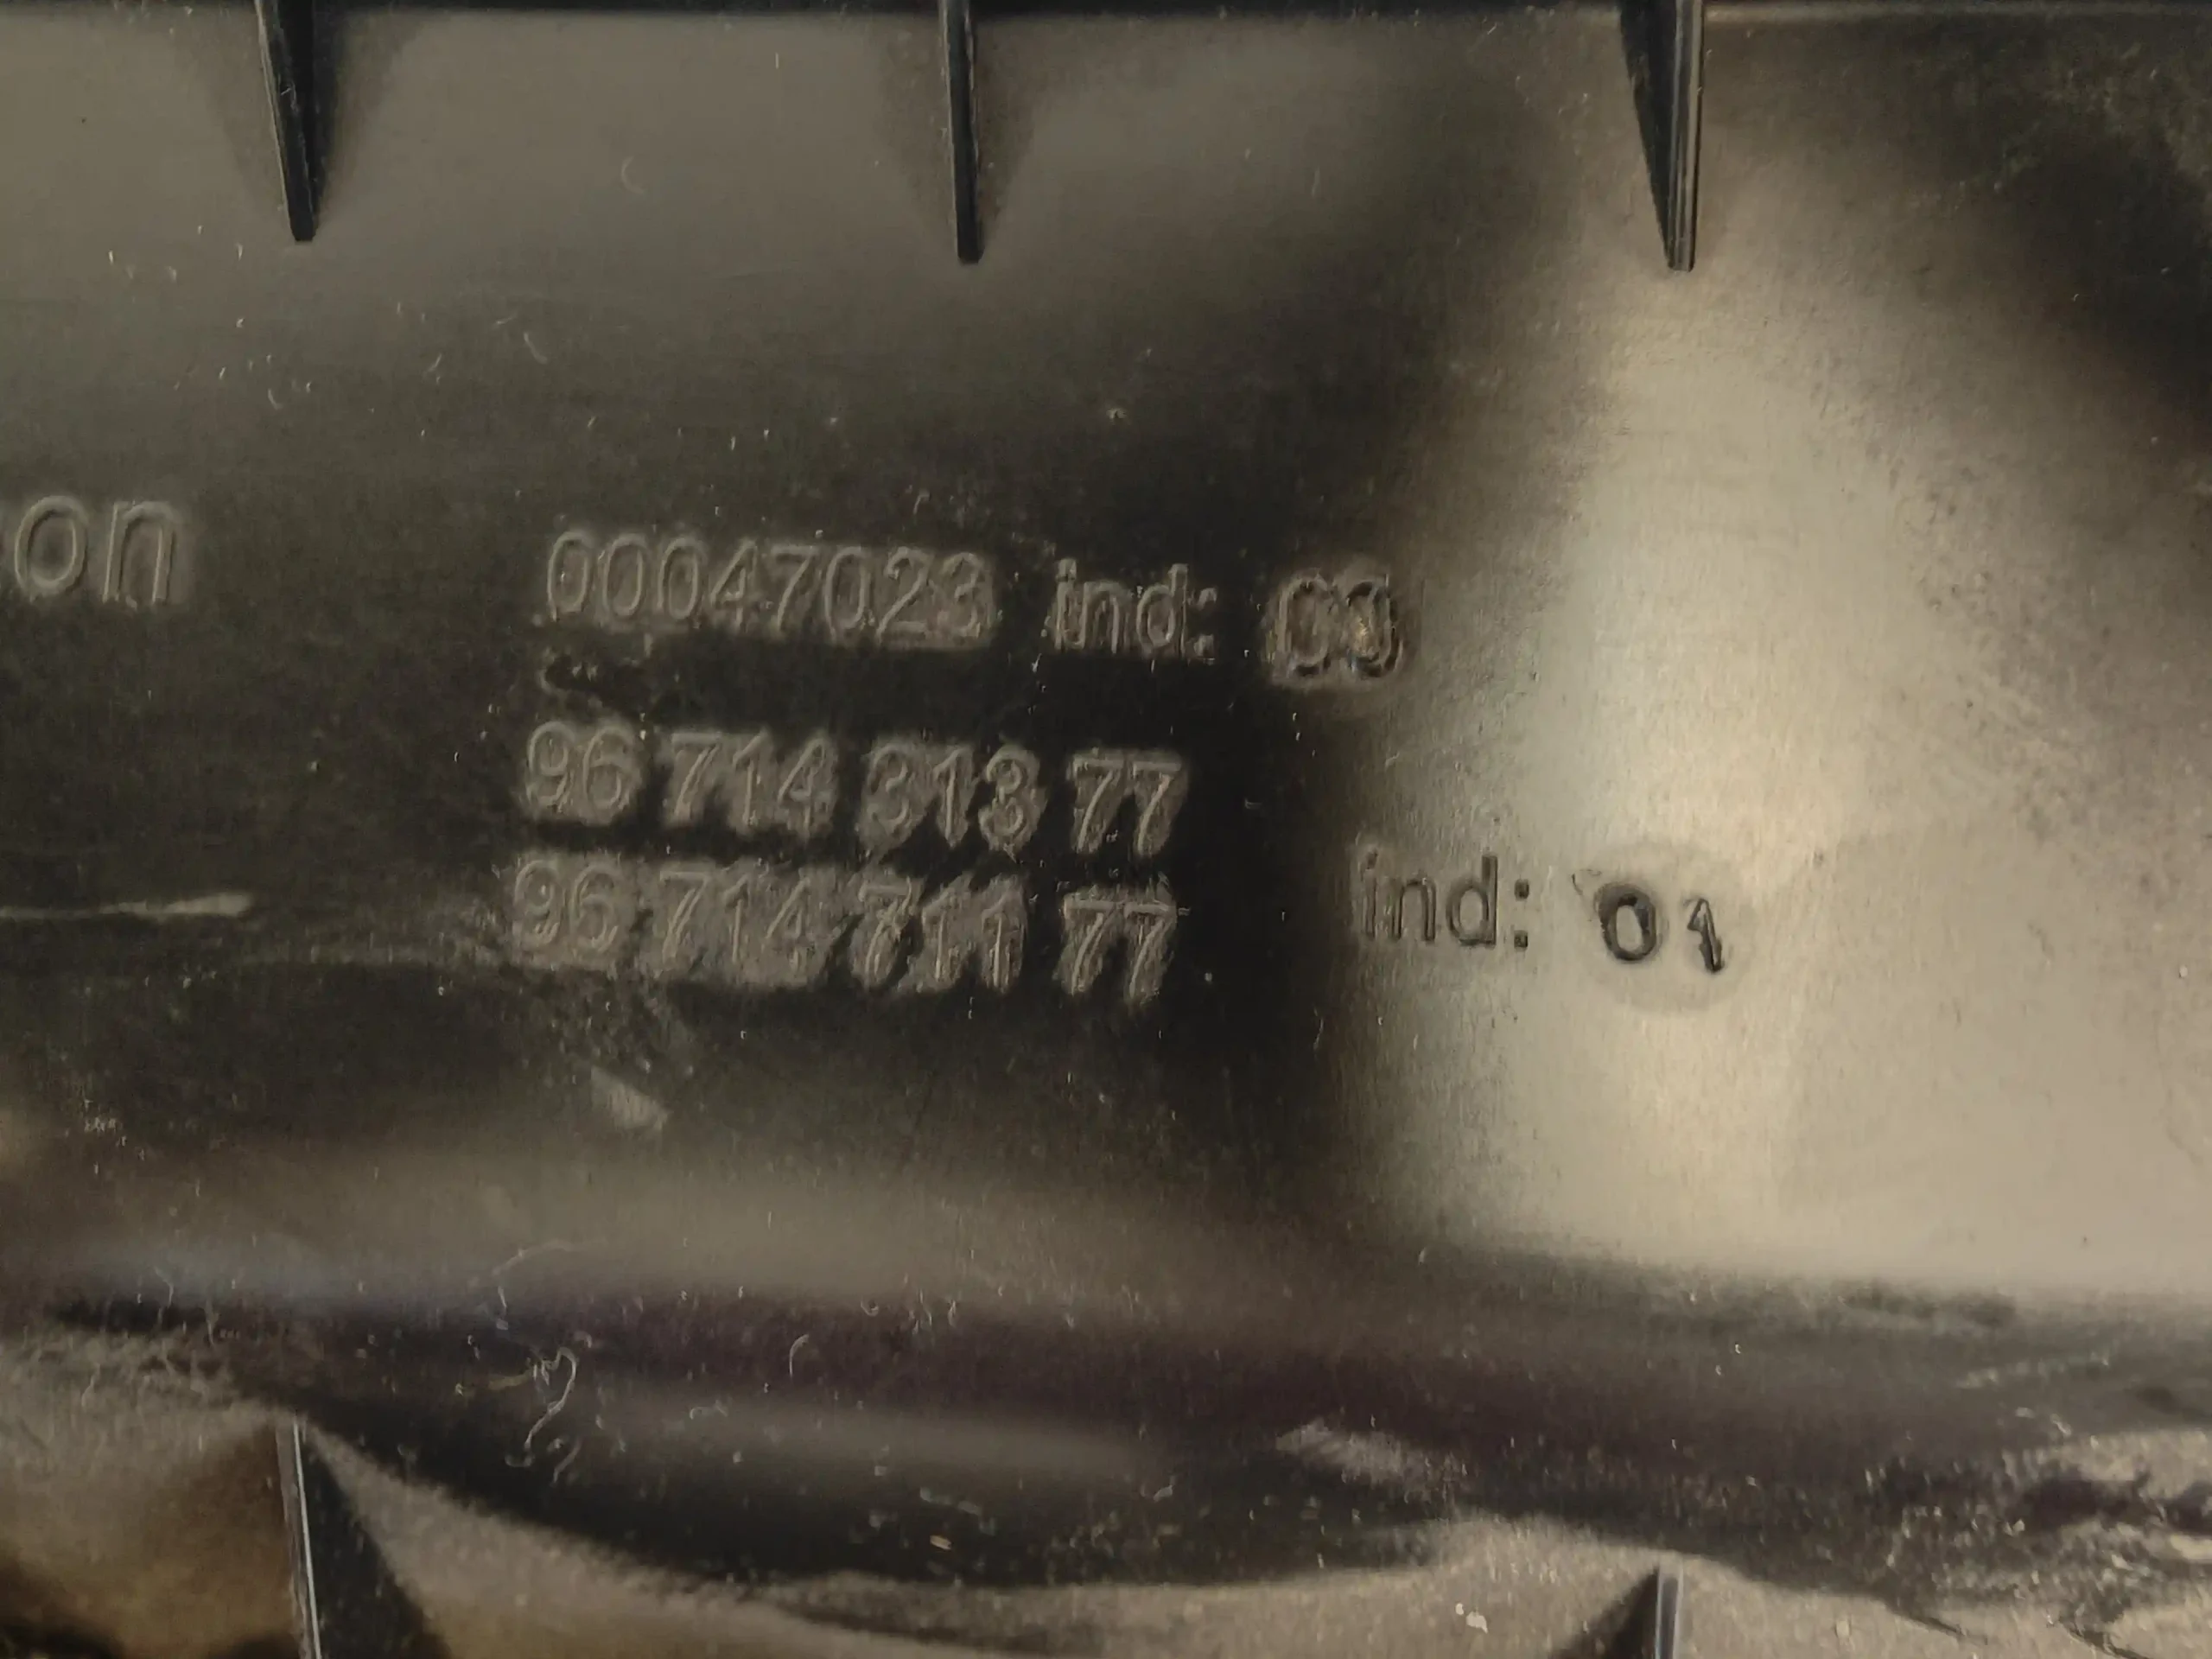 on 00047023 ind: 00
96 714 313 77
96 714 711 77 ind: 01